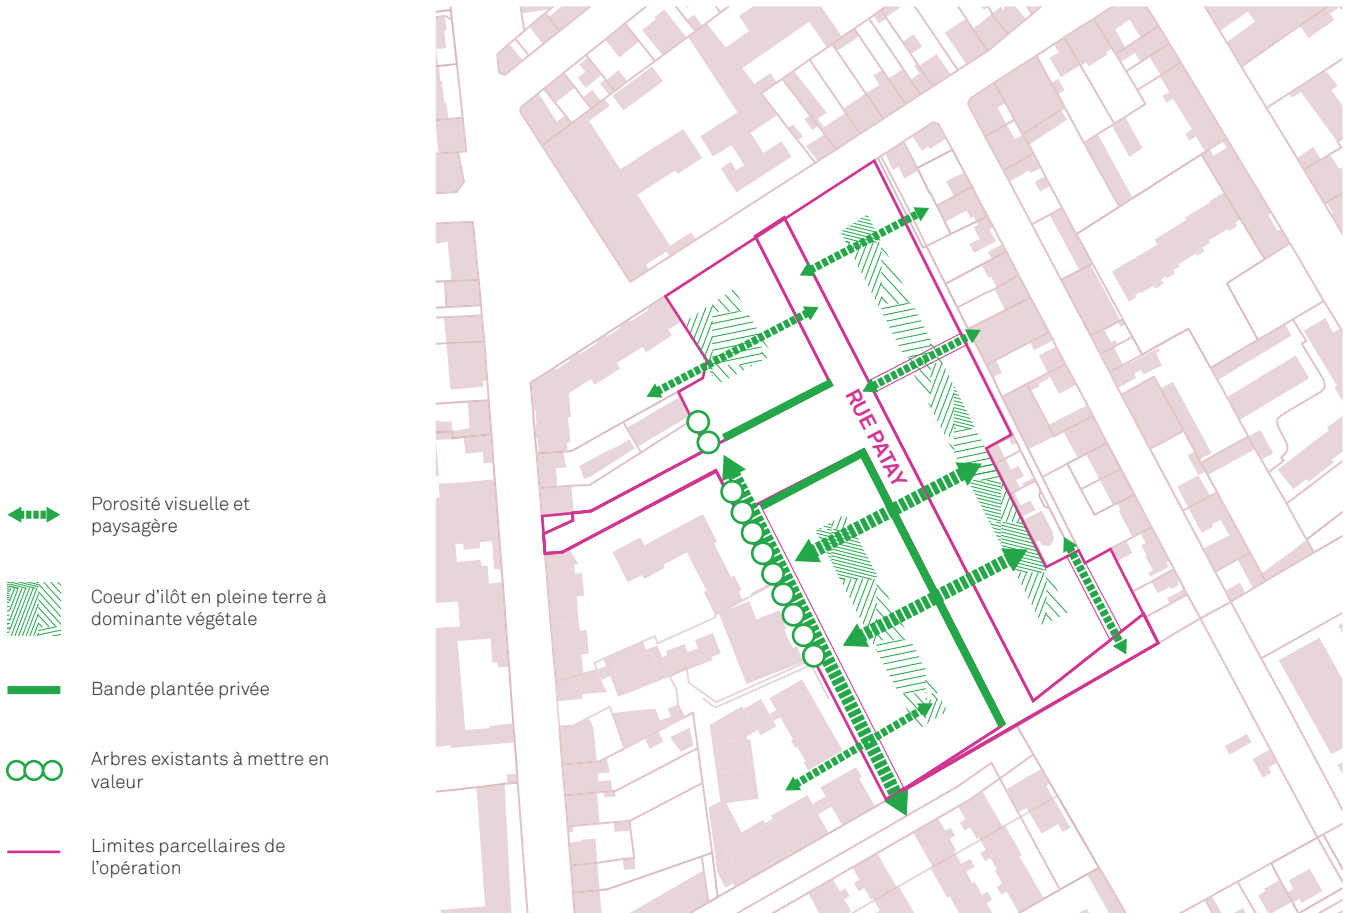 Porosité visuelle et
paysagère
Coeur d'ilôt en pleine terre à
dominante végétale
Bande plantée privée
Arbres existants à mettre en
valeur
Limites parcellaires de
l'opération
RUE PATAY